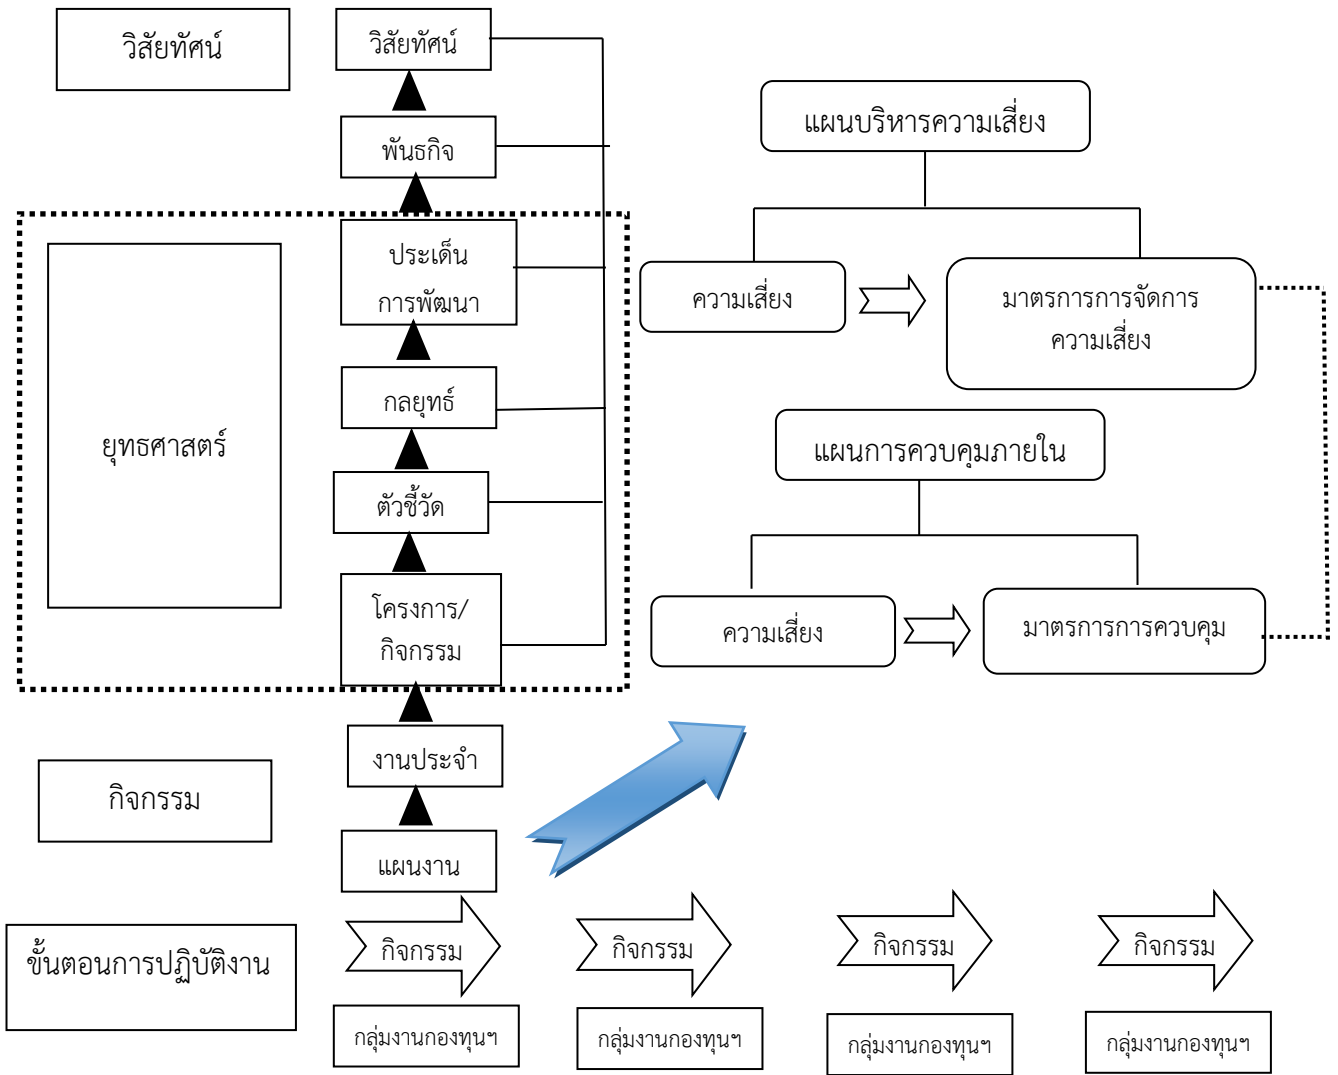 วิสัยทัศน์
วิสัยทัศน์
พันธกิจ
แผนบริหารความเสี่ยง
ยุทธศาสตร์
ประเด็น
การพัฒนา
ความเสี่ยง
มาตรการการจัดการ
ความเสี่ยง
กลยุทธ์
แผนการควบคุมภายใน
ตัวชี้วัด
โครงการ/
กิจกรรม
ความเสี่ยง
มาตรการการควบคุม
งานประจำ
กิจกรรม
แผนงาน
ขั้นตอนการปฏิบัติงาน
กิจกรรม
กิจกรรม
กิจกรรม
กิจกรรม
กลุ่มงานกองทุนฯ
กลุ่มงานกองทุนฯ
กลุ่มงานกองทุนฯ
กลุ่มงานกองทุนฯ